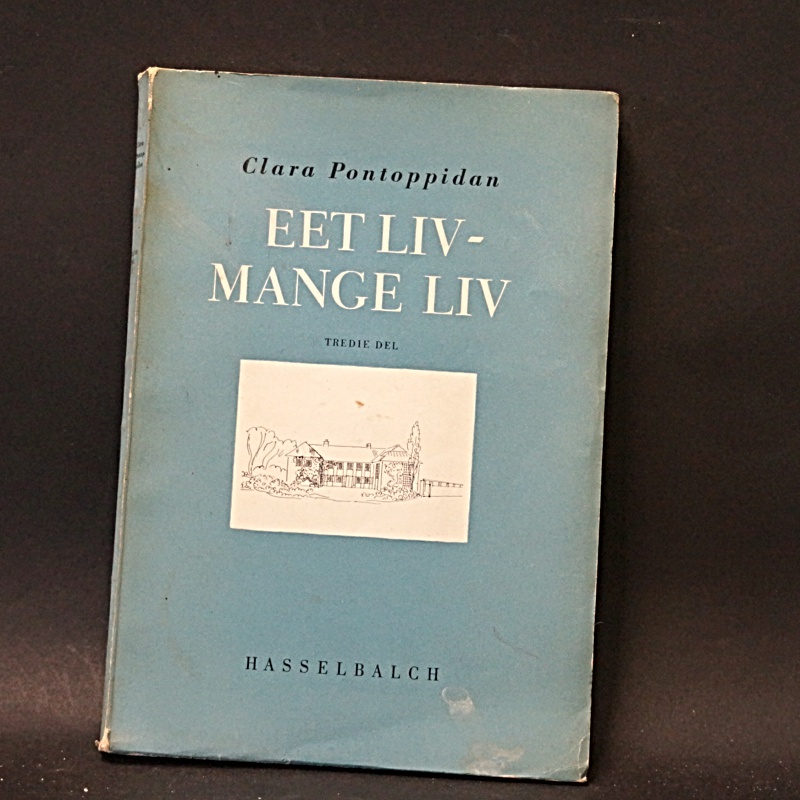 Clara Pontoppidan
EET LIV-
MANGE LIV
TREDIE DEL
HASSELBALCH